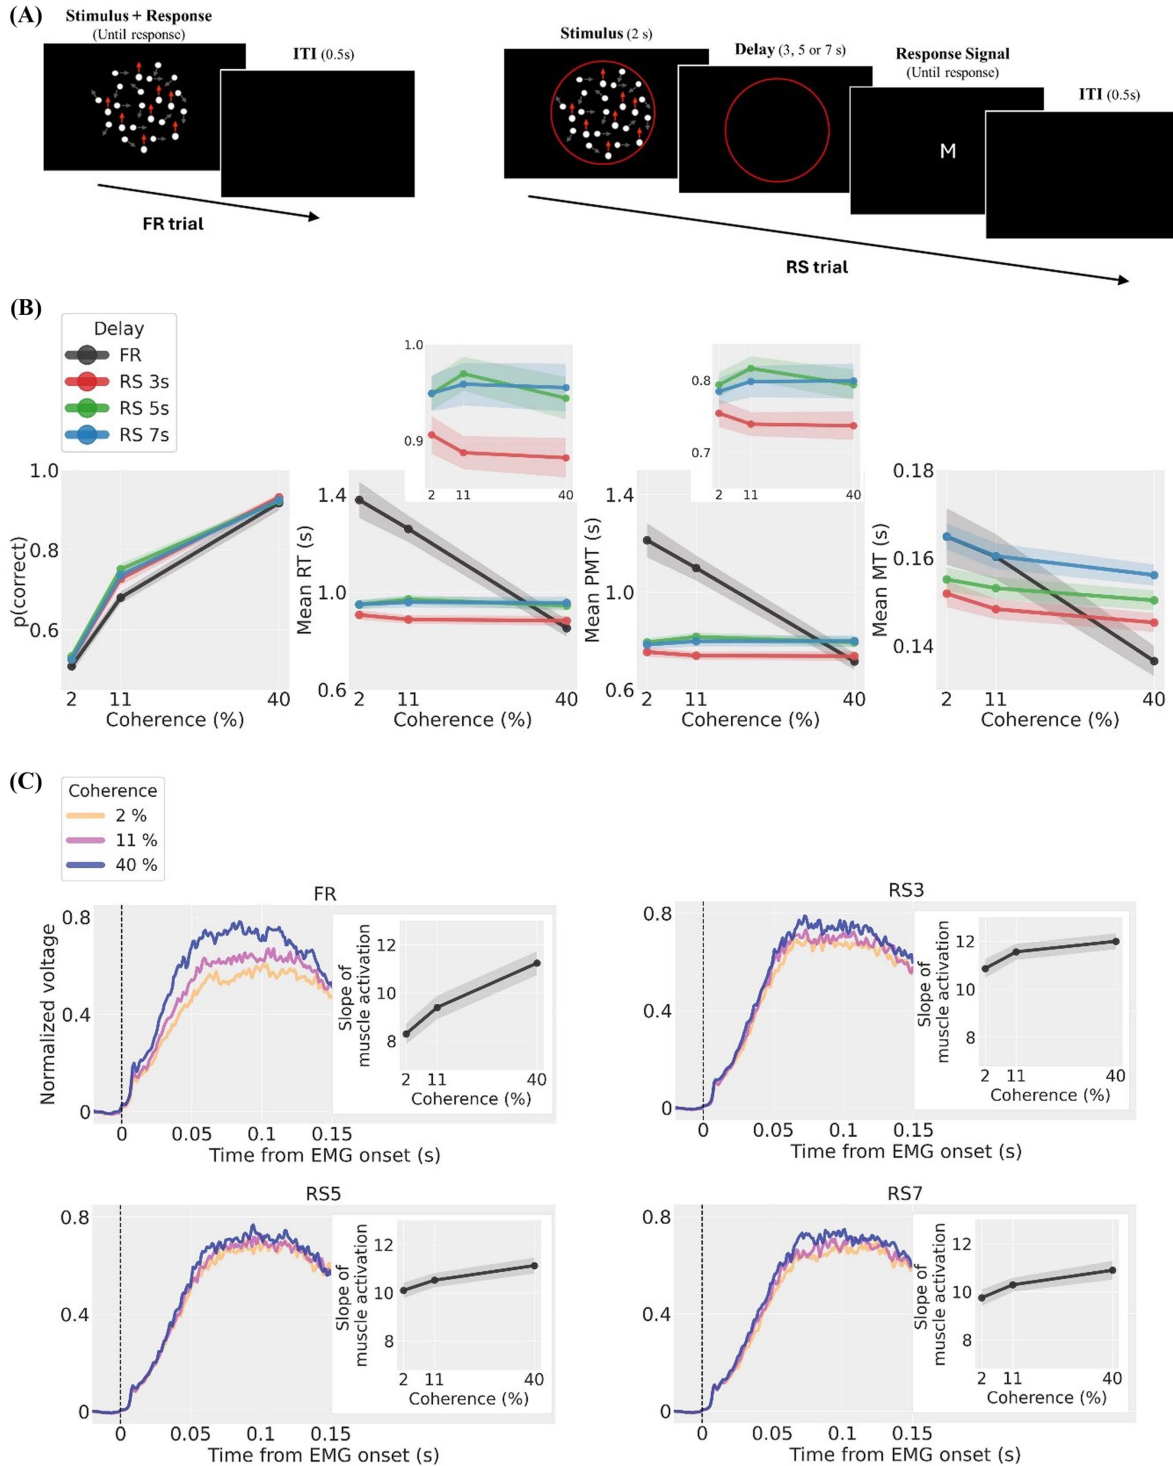 (A)
Stimulus + Response
(Until response)
ITI (0.5s)
FR trial
Stimulus (2 s)
Delay (3, 5 or 7 s)
Response Signal
(Until response)
M
ITI (0.5s)
RS trial
(B)
Delay
FR
RS 3s
RS 5s
RS 7s
p(correct)
1.0
0.8
0.6
2 11 40
Coherence (%)
Mean RT (s)
1.4
1.0
0.6
2 11 40
Coherence (%)
1.0
0.9
2 11 40
Mean PMT (s)
1.4
1.0
0.6
2 11 40
Coherence (%)
0.8
0.7
2 11 40
Mean MT (s)
0.18
0.16
0.14
2 11 40
Coherence (%)
(C)
Coherence
2 %
11 %
40 %
FR
Normalized voltage
0.8
0.4
0
0 0.05 0.1 0.15
Time from EMG onset (s)
Slope of
muscle activation
12
10
8
2 11 40
Coherence (%)
RS3
0.8
0.4
0
0 0.05 0.1 0.15
Time from EMG onset (s)
Slope of
muscle activation
12
10
8
2 11 40
Coherence (%)
RS5
0.8
0.4
0
0 0.05 0.1 0.15
Time from EMG onset (s)
Slope of
muscle activation
12
10
8
2 11 40
Coherence (%)
RS7
0.8
0.4
0
0 0.05 0.1 0.15
Time from EMG onset (s)
Slope of
muscle activation
12
10
8
2 11 40
Coherence (%)